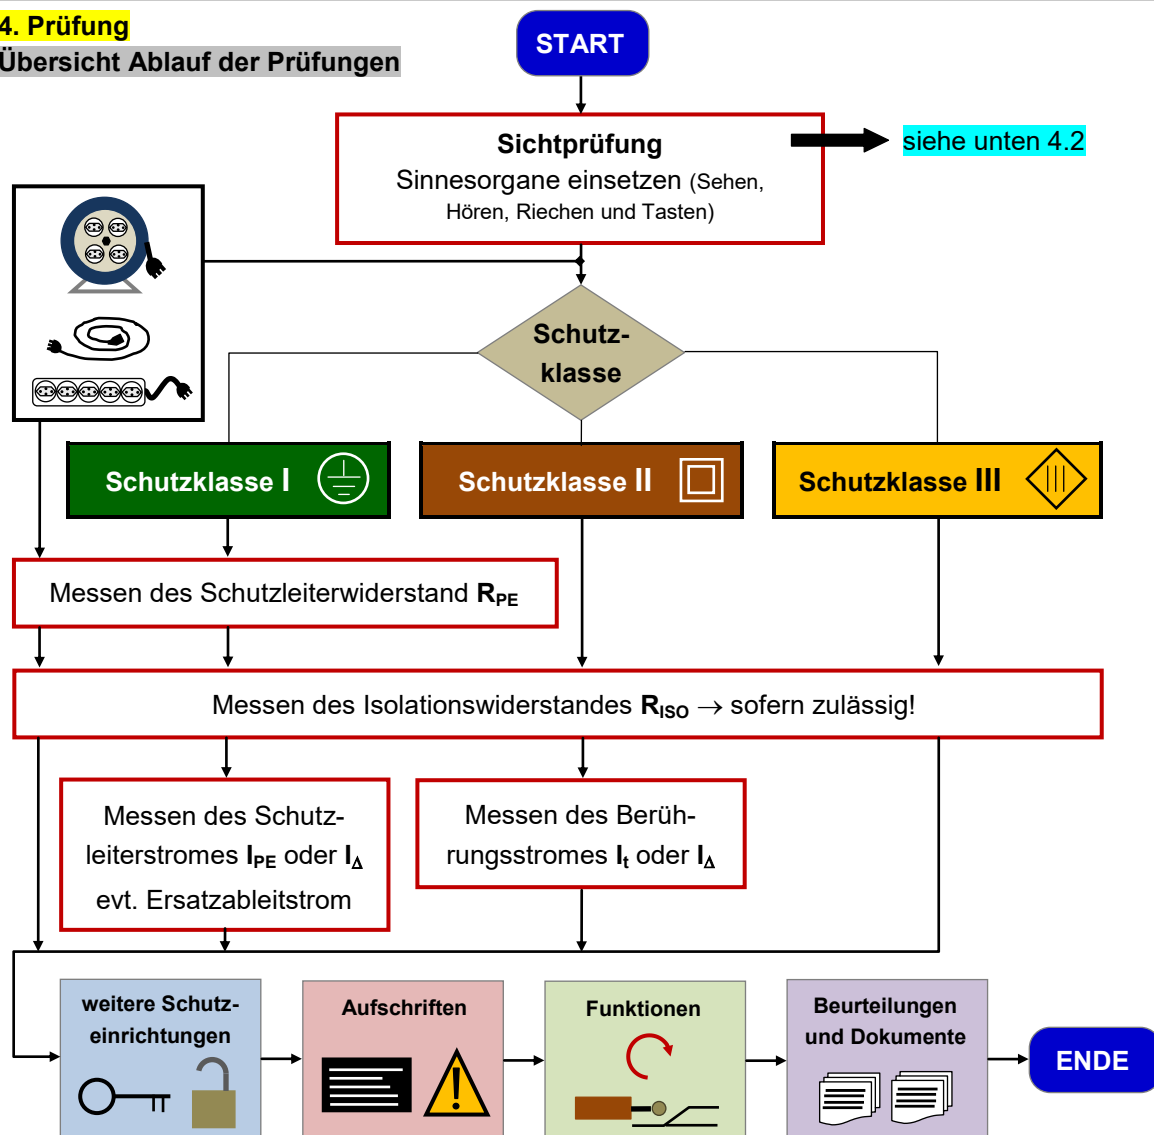 4. Prüfung
Übersicht Ablauf der Prüfungen
START
Sichtprüfung
Sinnesorgane einsetzen (Sehen,
Hören, Riechen und Tasten)
siehe unten 4.2
Schutz-
klasse
Schutzklasse I
Schutzklasse II
Schutzklasse III
Messen des Schutzleiterwiderstand RPE
Messen des Isolationswiderstandes RISO → sofern zulässig!
Messen des Schutz-
leiterstromes IPE oder IΔ
evt. Ersatzableitstrom
Messen des Berüh-
rungsstromes It oder IΔ
weitere Schutz-
einrichtungen
Aufschriften
Funktionen
Beurteilungen
und Dokumente
ENDE